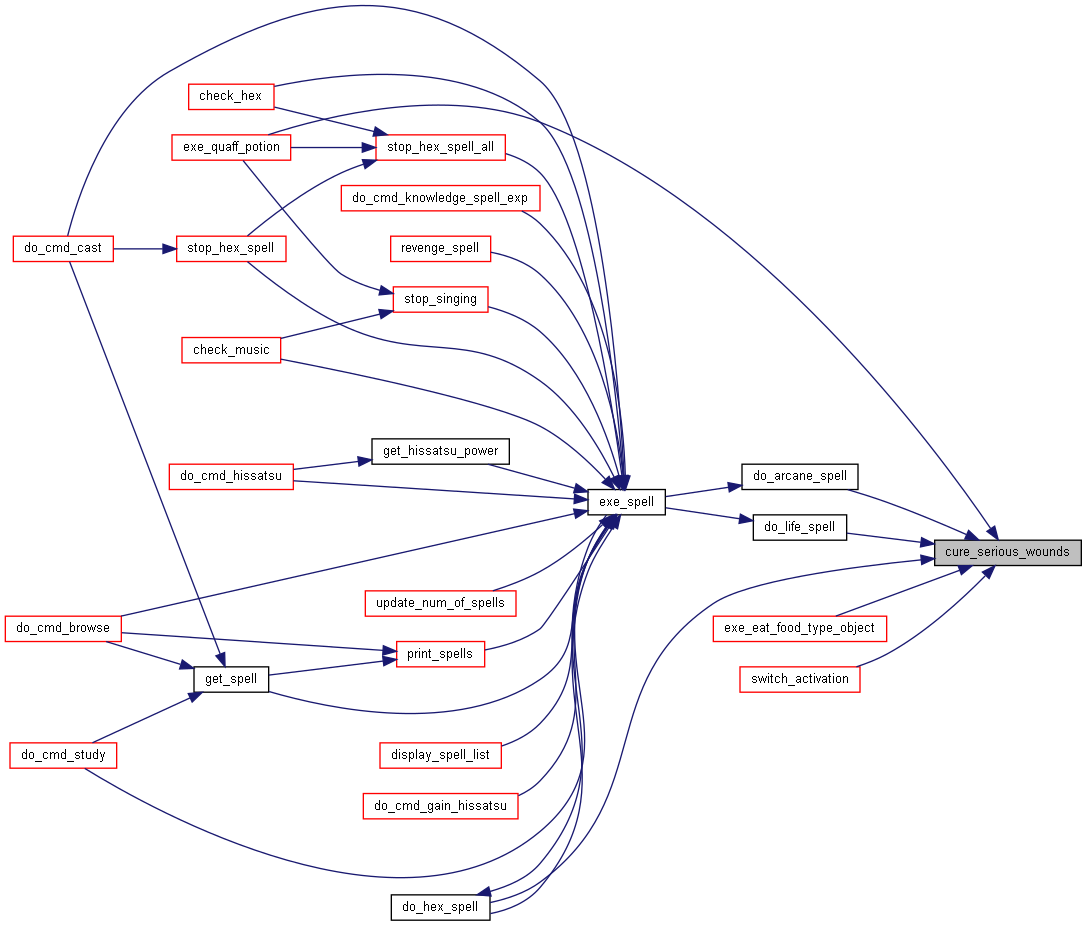 check_hex
exe_quaff_potion
stop_hex_spell_all
do_cmd_knowledge_spell_exp
do_cmd_cast
stop_hex_spell
revenge_spell
stop_singing
check_music
get_hissatsu_power
do_cmd_hissatsu
do_arcane_spell
exe_spell
do_life_spell
cure_serious_wounds
update_num_of_spells
do_cmd_browse
exe_eat_food_type_object
print_spells
get_spell
switch_activation
do_cmd_study
display_spell_list
do_cmd_gain_hissatsu
do_hex_spell